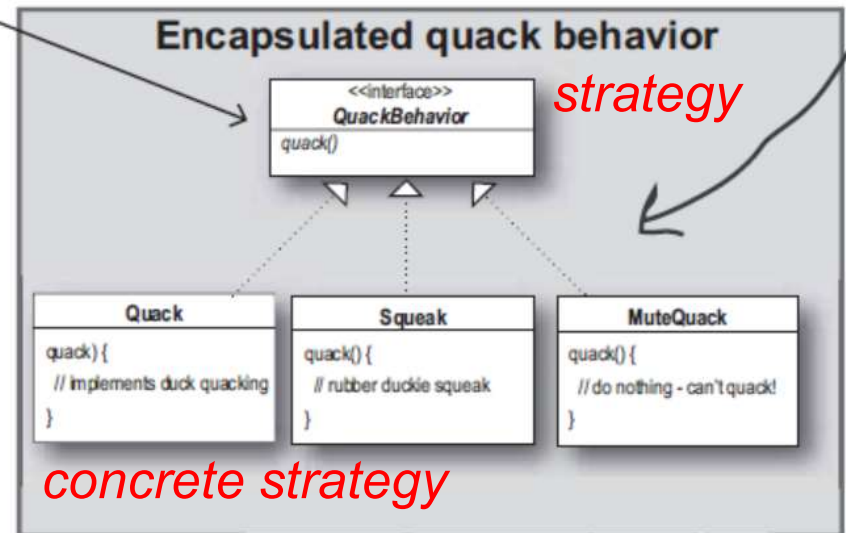 Encapsulated quack behavior
<<interface>>
QuackBehavior
strategy
quack()
Quack
quack) {
// implements duck quacking
}
Squeak
quack() {
// rubber duckie squeak
}
MuteQuack
quack() {
// do nothing - can't quack!
}
concrete strategy